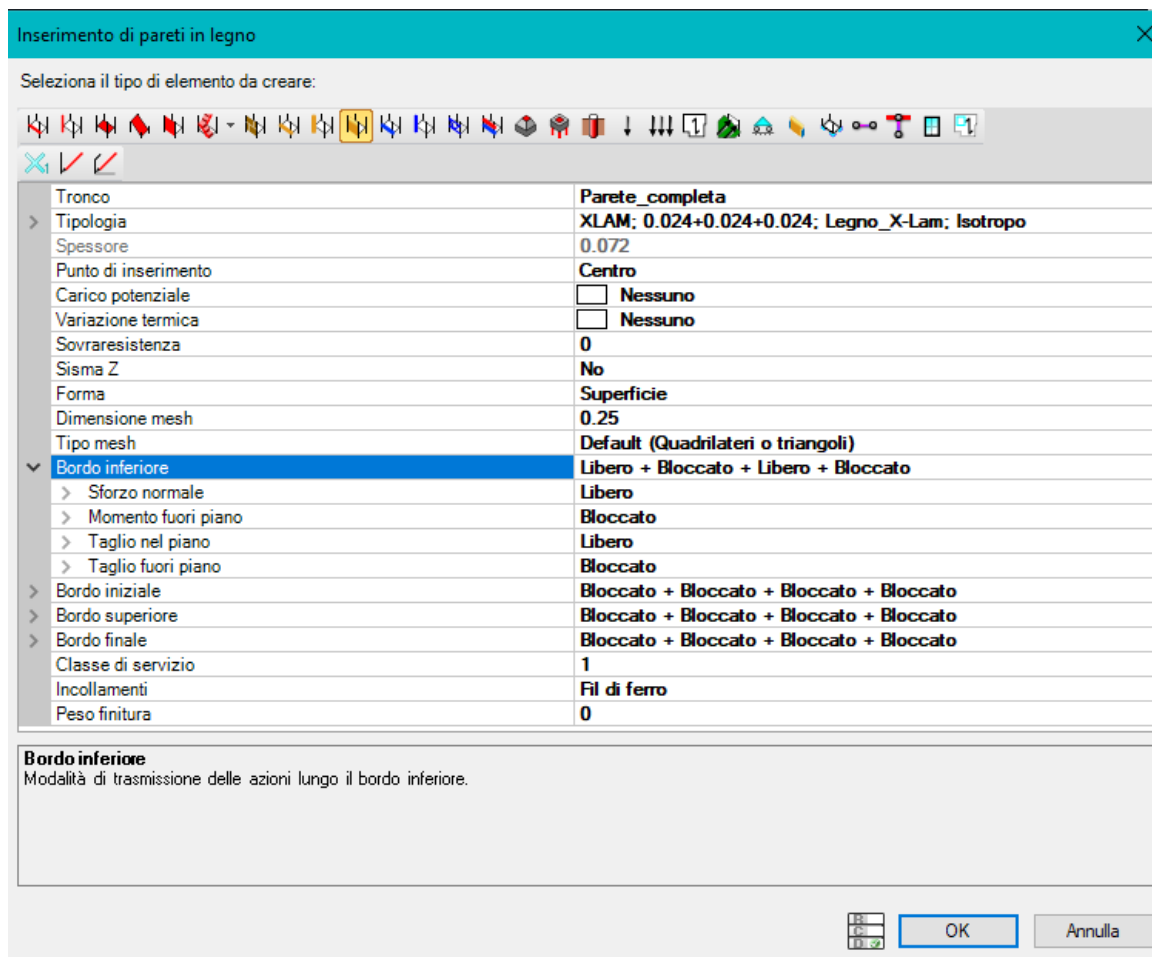 Inserimento di pareti in legno
Seleziona il tipo di elemento da creare:
Tronco Parete_completa
Tipologia XLAM; 0.024+0.024+0.024; Legno_X-Lam; Isotropo
Spessore 0.072
Punto di inserimento Centro
Carico potenziale Nessuno
Variazione termica Nessuno
Sovraresistenza 0
Sisma Z No
Forma Superficie
Dimensione mesh 0.25
Tipo mesh Default (Quadrilateri o triangoli)
Bordo inferiore Libero + Bloccato + Libero + Bloccato
Sforzo normale Libero
Momento fuori piano Bloccato
Taglio nel piano Libero
Taglio fuori piano Bloccato
Bordo iniziale Bloccato + Bloccato + Bloccato + Bloccato
Bordo superiore Bloccato + Bloccato + Bloccato + Bloccato
Bordo finale Bloccato + Bloccato + Bloccato + Bloccato
Classe di servizio 1
Incollamenti Fil di ferro
Peso finitura 0
Bordo inferiore
Modalità di trasmissione delle azioni lungo il bordo inferiore.
B
C
D
OK Annulla